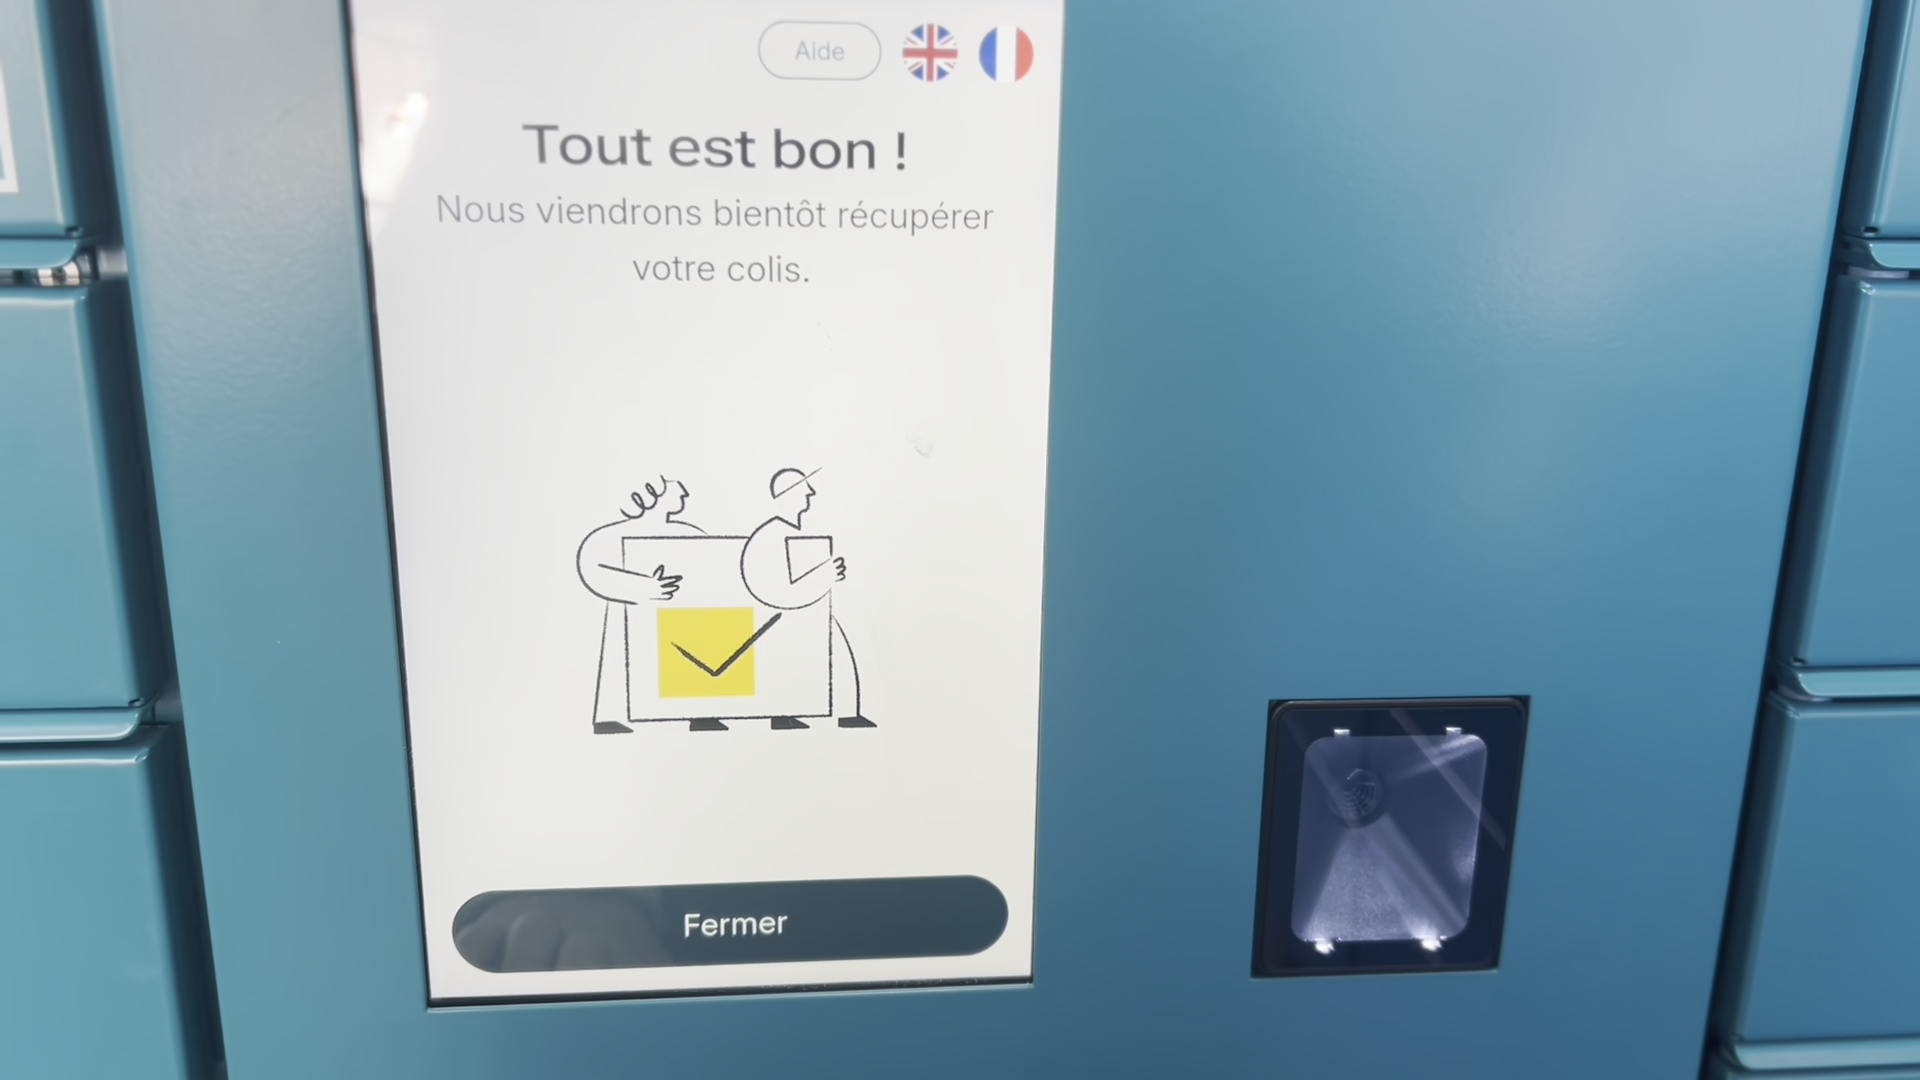 Aide
Tout est bon !
Nous viendrons bientôt récupérer
votre colis.
Fermer